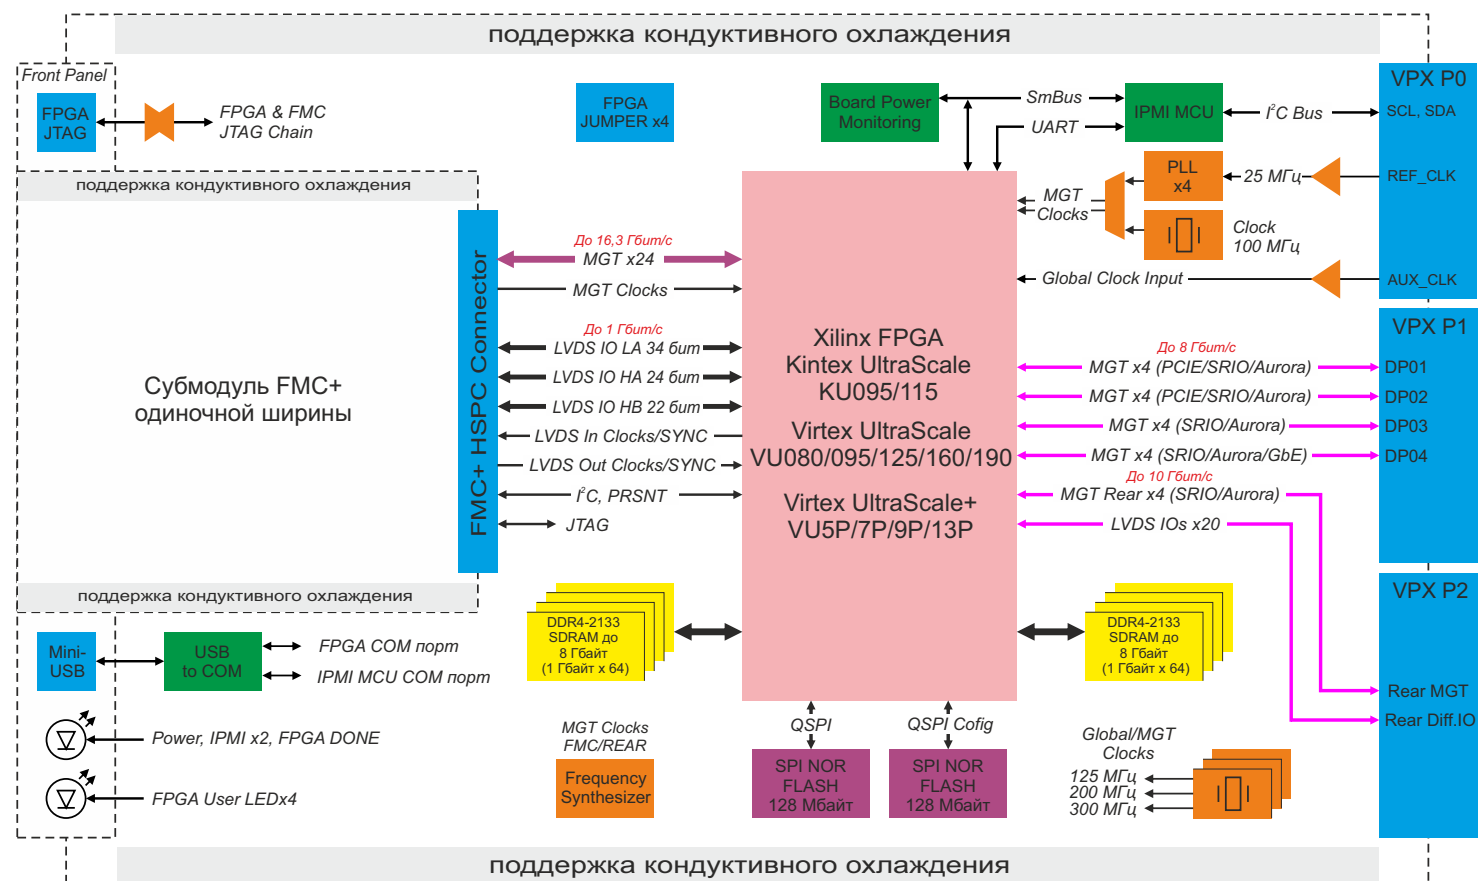 поддержка кондуктивного охлаждения
Front Panel
FPGA
JTAG
FPGA & FMC
JTAG Chain
FPGA
JUMPER x4
Board Power
Monitoring
SmBus
UART
IPMI MCU
I²C Bus
VPX P0
SCL, SDA
REF_CLK
AUX_CLK
PLL
x4
25 МГц
MGT
Clocks
Clock
100 МГц
Global Clock Input
поддержка кондуктивного охлаждения
Субмодуль FMC+
одиночной ширины
поддержка кондуктивного охлаждения
FMC+ HSPC Connector
До 16,3 Гбит/с
MGT x24
MGT Clocks
До 1 Гбит/с
LVDS IO LA 34 бит
LVDS IO HA 24 бит
LVDS IO HB 22 бит
LVDS In Clocks/SYNC
LVDS Out Clocks/SYNC
I²C, PRSNT
JTAG
Xilinx FPGA
Kintex UltraScale
KU095/115
Virtex UltraScale
VU080/095/125/160/190
Virtex UltraScale+
VU5P/7P/9P/13P
До 8 Гбит/с
MGT x4 (PCIE/SRIO/Aurora)
MGT x4 (PCIE/SRIO/Aurora)
MGT x4 (SRIO/Aurora)
MGT x4 (SRIO/Aurora/GbE)
До 10 Гбит/с
MGT Rear x4 (SRIO/Aurora)
LVDS IOs x20
VPX P1
DP01
DP02
DP03
DP04
VPX P2
Rear MGT
Rear Diff.IO
DDR4-2133
SDRAM до
8 Гбайт
(1 Гбайт x 64)
DDR4-2133
SDRAM до
8 Гбайт
(1 Гбайт x 64)
Mini-
USB
USB
to COM
FPGA COM порт
IPMI MCU COM порт
Power, IPMI x2, FPGA DONE
FPGA User LEDx4
MGT Clocks
FMC/REAR
Frequency
Synthesizer
QSPI
SPI NOR
FLASH
128 Мбайт
QSPI Cofig
SPI NOR
FLASH
128 Мбайт
Global/MGT
Clocks
125 МГц
200 МГц
300 МГц
поддержка кондуктивного охлаждения